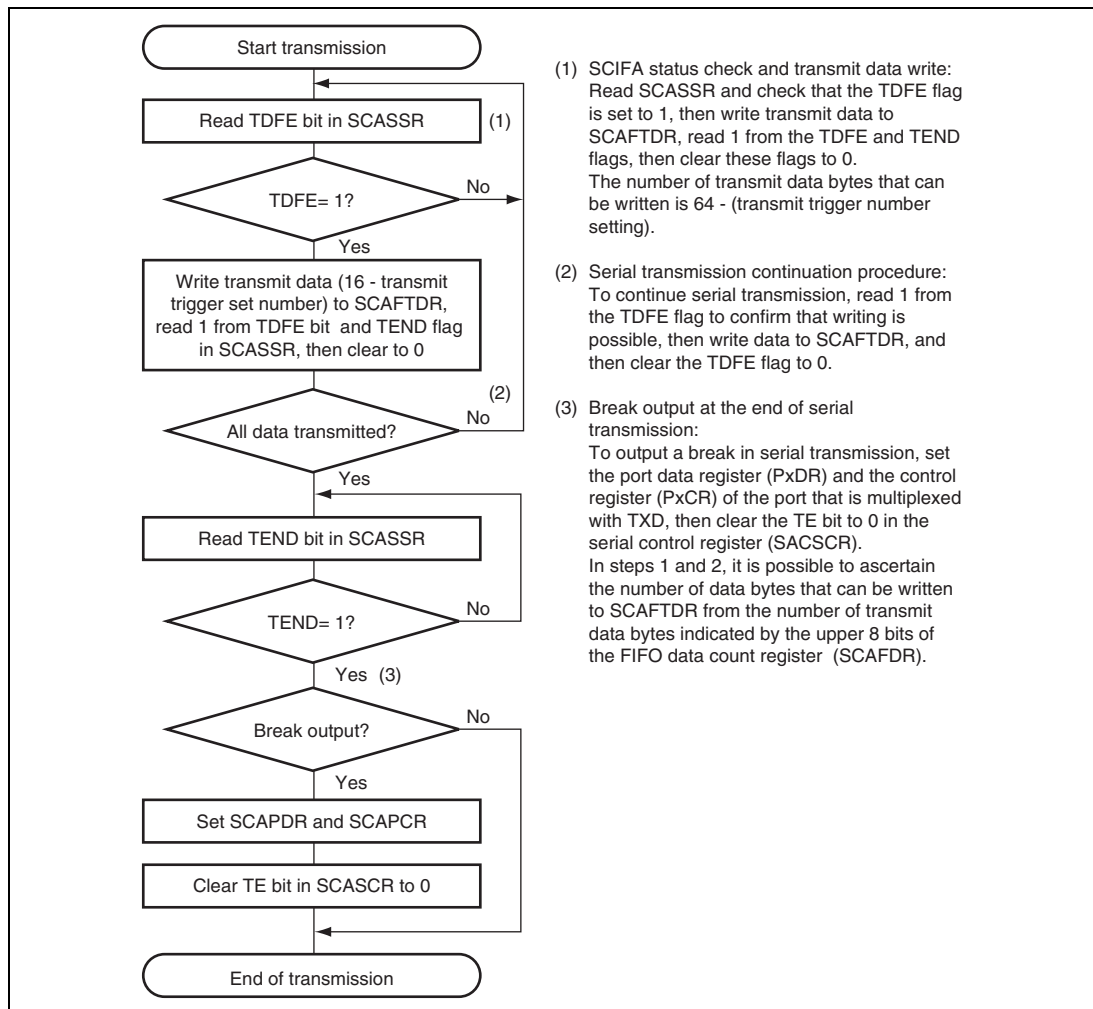 Start transmission
Read TDFE bit in SCASSR
(1)
TDFE= 1?
No
Yes
Write transmit data (16 - transmit
trigger set number) to SCAFTDR,
read 1 from TDFE bit  and TEND flag
in SCASSR, then clear to 0
(2)
All data transmitted?
No
Yes
Read TEND bit in SCASSR
TEND= 1?
No
Yes (3)
Break output?
No
Yes
Set SCAPDR and SCAPCR
Clear TE bit in SCASCR to 0
End of transmission
(1) SCIFA status check and transmit data write:
Read SCASSR and check that the TDFE flag
is set to 1, then write transmit data to
SCAFTDR, read 1 from the TDFE and TEND
flags, then clear these flags to 0.
The number of transmit data bytes that can
be written is 64 - (transmit trigger number
setting).
(2) Serial transmission continuation procedure:
To continue serial transmission, read 1 from
the TDFE flag to confirm that writing is
possible, then write data to SCAFTDR, and
then clear the TDFE flag to 0.
(3) Break output at the end of serial
transmission:
To output a break in serial transmission, set
the port data register (PxDR) and the control
register (PxCR) of the port that is multiplexed
with TXD, then clear the TE bit to 0 in the
serial control register (SACSCR).
In steps 1 and 2, it is possible to ascertain
the number of data bytes that can be written
to SCAFTDR from the number of transmit
data bytes indicated by the upper 8 bits of
the FIFO data count register  (SCAFDR).